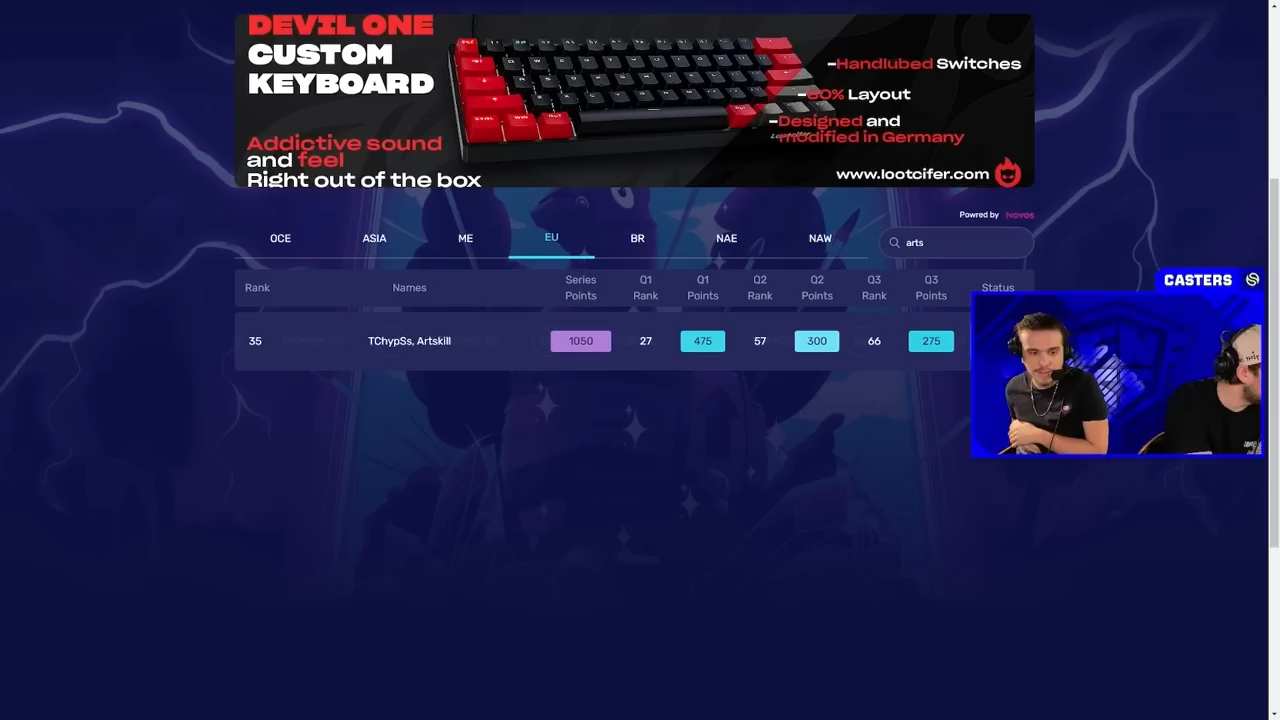 DEVIL ONE
CUSTOM
KEYBOARD
Addictive sound
and feel
Right out of the box
-Handlubed Switches
-60% Layout
-Designed and
modified in Germany
www.lootcifer.com
Powered by Novos
OCE ASIA ME EU BR NAE NAW
arts
Rank Names Series Points Q1 Rank Q1 Points Q2 Rank Q2 Points Q3 Rank Q3 Points Status
35 TChypSs, Artskill 1050 27 475 57 300 66 275
CASTERS